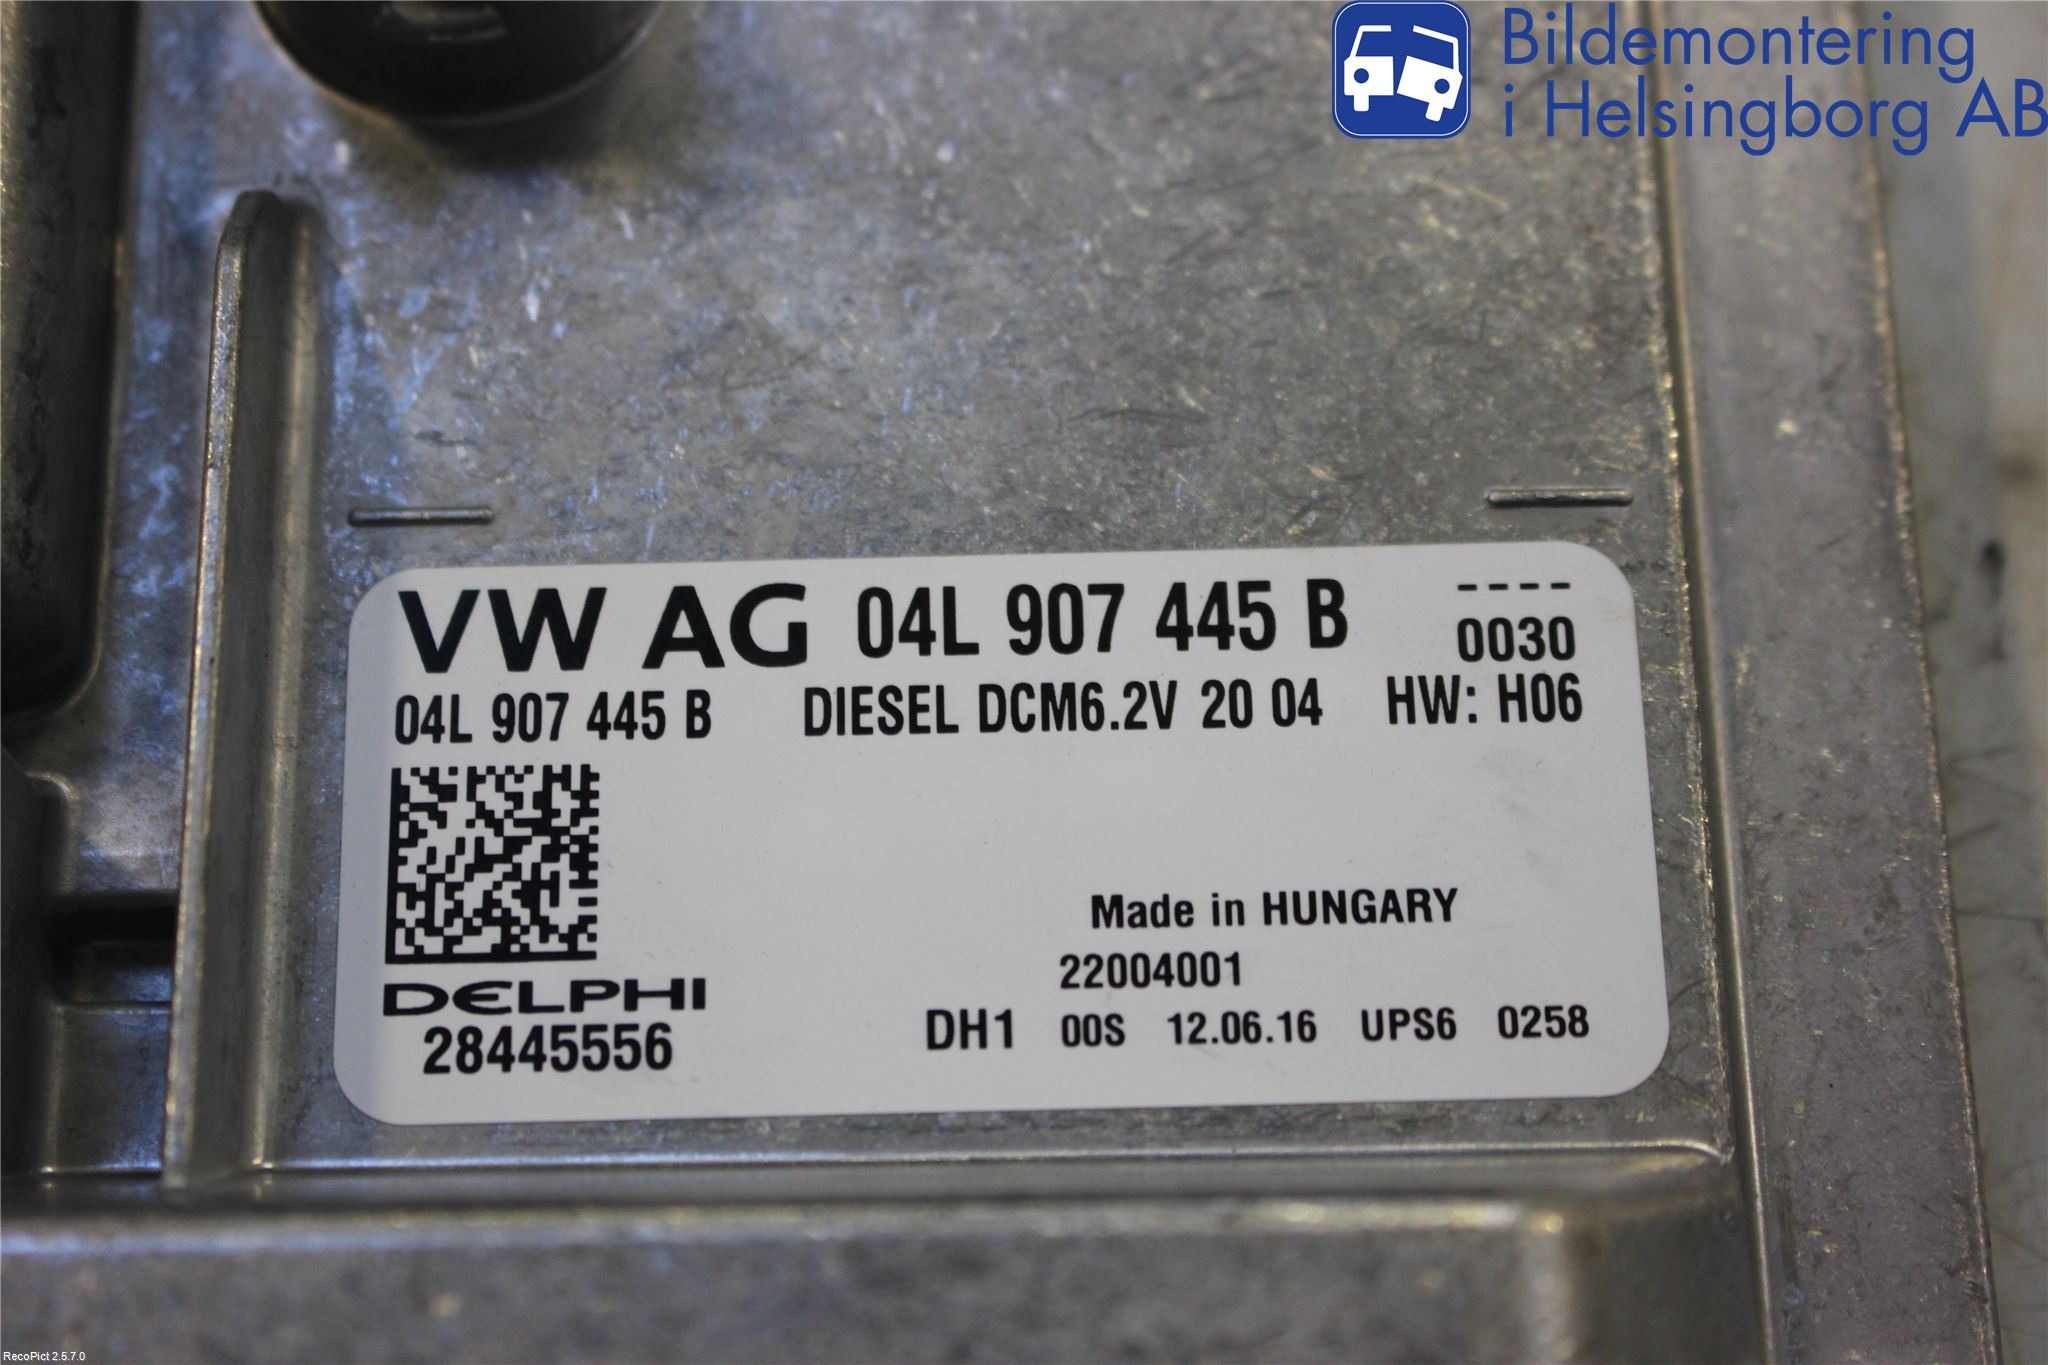 Bildemontering
i Helsingborg AB
VW AG 04L 907 445 B ----
0030
04L 907 445 B DIESEL DCM6.2V 20 04 HW: H06
Made in HUNGARY
22004001
DELPHI
28445556
DH1 00S 12.06.16 UPS6 0258
RecoPict 2.5.7.0